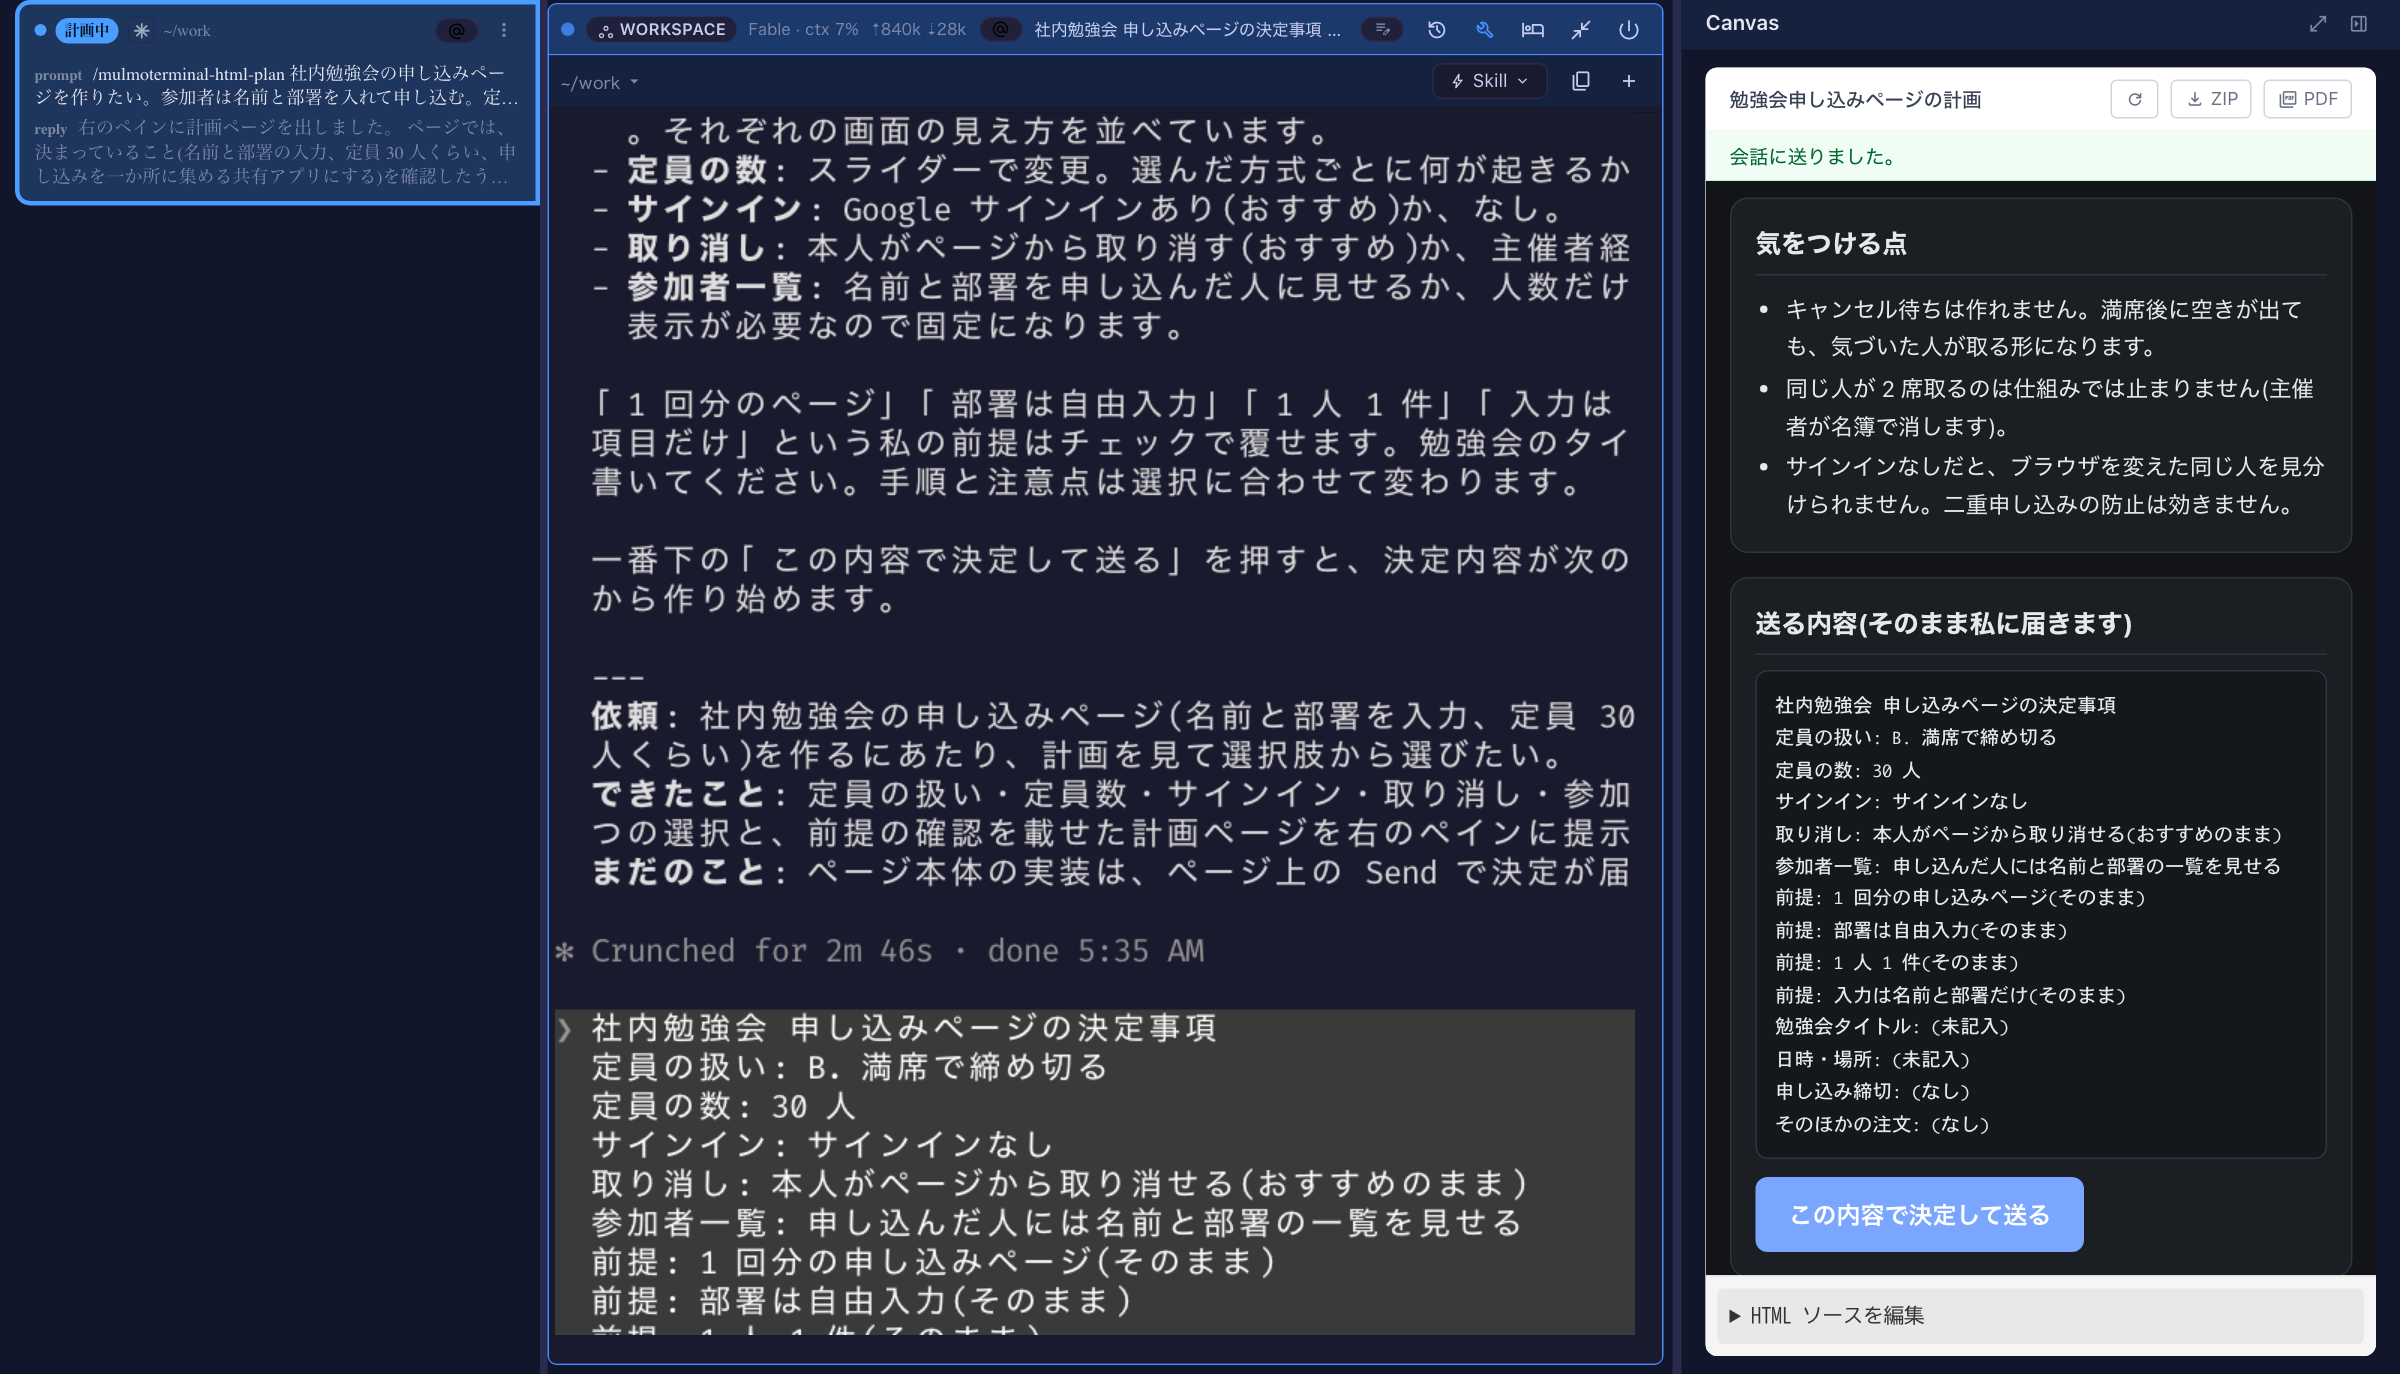 計画中 ~/work
prompt /mulmoterminal-html-plan 社内勉強会の申し込みペー
ジを作りたい。参加者は名前と部署を入れて申し込む。定…
reply 右のペインに計画ページを出しました。 ページでは、
決まっていること(名前と部署の入力、定員 30 人くらい、申
し込みを一か所に集める共有アプリにする)を確認したう…
WORKSPACE Fable · ctx 7% ↑840k ↓28k @ 社内勉強会 申し込みページの決定事項 ...
~/work Skill
。それぞれの画面の見え方を並べています。
- 定員の数: スライダーで変更。選んだ方式ごとに何が起きるか
- サインイン: Google サインインあり(おすすめ)か、なし。
- 取り消し: 本人がページから取り消す(おすすめ)か、主催者経
- 参加者一覧: 名前と部署を申し込んだ人に見せるか、人数だけ
表示が必要なので固定になります。
「 1 回分のページ」「 部署は自由入力」「 1 人 1 件」「 入力は
項目だけ」という私の前提はチェックで覆せます。勉強会のタイ
書いてください。手順と注意点は選択に合わせて変わります。
一番下の「 この内容で決定して送る」を押すと、決定内容が次の
から作り始めます。
---
依頼: 社内勉強会の申し込みページ(名前と部署を入力、定員 30
人くらい)を作るにあたり、計画を見て選択肢から選びたい。
できたこと: 定員の扱い・定員数・サインイン・取り消し・参加
つの選択と、前提の確認を載せた計画ページを右のペインに提示
まだのこと: ページ本体の実装は、ページ上の Send で決定が届
✻ Crunched for 2m 46s · done 5:35 AM
❯ 社内勉強会 申し込みページの決定事項
定員の扱い: B. 満席で締め切る
定員の数: 30 人
サインイン: サインインなし
取り消し: 本人がページから取り消せる(おすすめのまま)
参加者一覧: 申し込んだ人には名前と部署の一覧を見せる
前提: 1 回分の申し込みページ(そのまま)
前提: 部署は自由入力(そのまま)
前提: 1 人 1 件(そのまま)
Canvas
勉強会申し込みページの計画 ZIP PDF
会話に送りました。
気をつける点
• キャンセル待ちは作れません。満席後に空きが出て
も、気づいた人が取る形になります。
• 同じ人が 2 席取るのは仕組みでは止まりません(主催
者が名簿で消します)。
• サインインなしだと、ブラウザを変えた同じ人を見分
けられません。二重申し込みの防止は効きません。
送る内容(そのまま私に届きます)
社内勉強会 申し込みページの決定事項
定員の扱い: B. 満席で締め切る
定員の数: 30 人
サインイン: サインインなし
取り消し: 本人がページから取り消せる(おすすめのまま)
参加者一覧: 申し込んだ人には名前と部署の一覧を見せる
前提: 1 回分の申し込みページ(そのまま)
前提: 部署は自由入力(そのまま)
前提: 1 人 1 件(そのまま)
前提: 入力は名前と部署だけ(そのまま)
勉強会タイトル: (未記入)
日時・場所: (未記入)
申し込み締切: (なし)
そのほかの注文: (なし)
この内容で決定して送る
▶ HTML ソースを編集